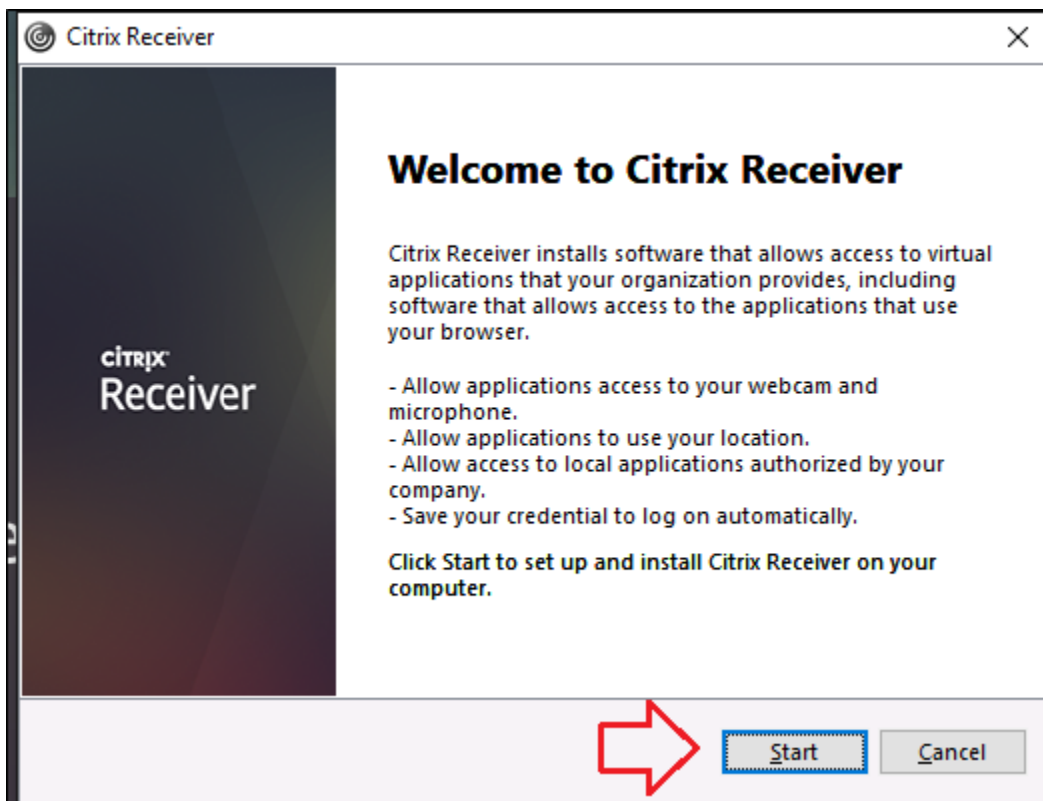 Citrix Receiver
Welcome to Citrix Receiver
Citrix Receiver installs software that allows access to virtual
applications that your organization provides, including
software that allows access to the applications that use
your browser.
CİTRIX
Receiver
- Allow applications access to your webcam and
microphone.
- Allow applications to use your location.
- Allow access to local applications authorized by your
company.
- Save your credential to log on automatically.
Click Start to set up and install Citrix Receiver on your
computer.
Start
Cancel